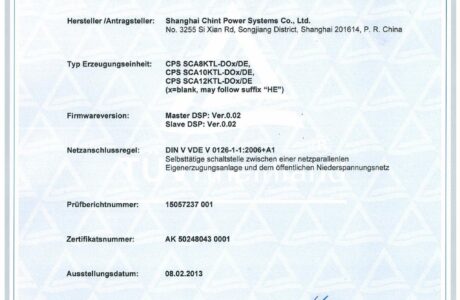 Hersteller /Antragsteller: Shanghai Chint Power Systems Co., Ltd.
No. 3255 Si Xian Rd, Songjiang District, Shanghai 201614, P. R. China
Typ Erzeugungseinheit: CPS SCA8KTL-DOx/DE,
CPS SCA10KTL-DOx/DE,
CPS SCA12KTL-DOx/DE
(x=blank, may follow suffix “HE”)
Firmwareversion: Master DSP: Ver.0.02
Slave DSP: Ver.0.02
Netzanschlussregel: DIN V VDE V 0126-1-1:2006+A1
Selbsttätige schaltstelle zwischen einer netzparallenlen
Eigenerzeugungsanlage und dem öffentlichen Niederspannungsnetz
Prüfberichtnummer: 15057237 001
Zertifikatsnummer: AK 50248043 0001
Ausstellungsdatum: 08.02.2013